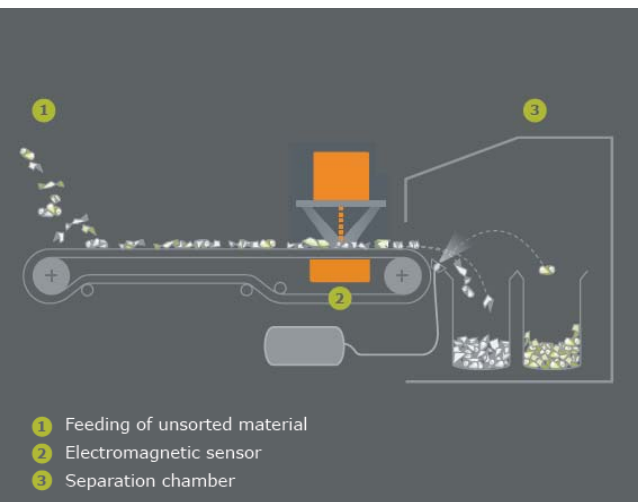 1
3
2
1 Feeding of unsorted material
2 Electromagnetic sensor
3 Separation chamber